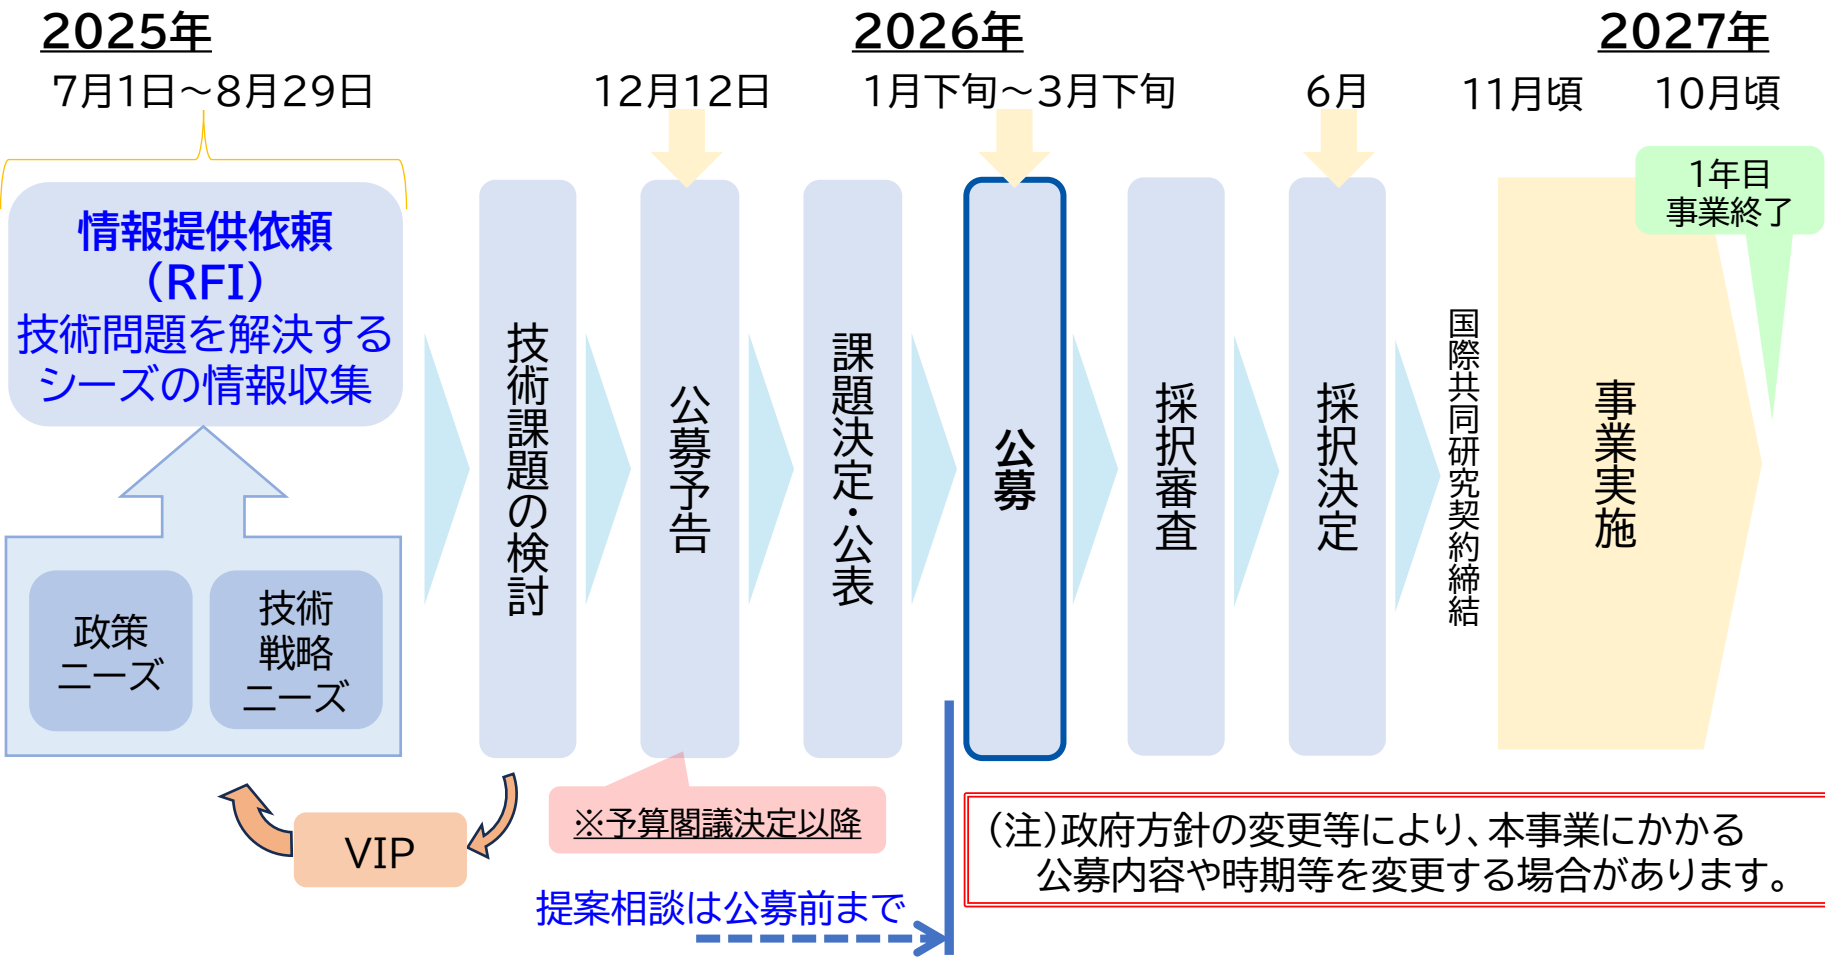 2025年
2026年
2027年
7月1日～8月29日
12月12日
1月下旬～3月下旬
6月
11月頃
10月頃
1年目
事業終了
情報提供依頼
（RFI）
技術問題を解決する
シーズの情報収集
政策
ニーズ
技術
戦略
ニーズ
技術課題の検討
公募予告
課題決定・公表
公募
採択審査
採択決定
国際共同研究契約締結
事業実施
VIP
※予算閣議決定以降
提案相談は公募前まで
（注）政府方針の変更等により、本事業にかかる
公募内容や時期等を変更する場合があります。